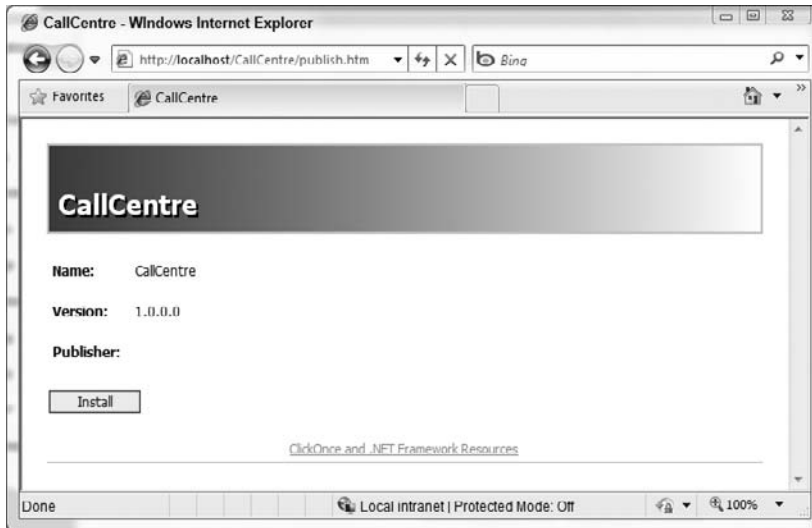 CallCentre - Windows Internet Explorer
http://localhost/CallCentre/publish.htm
Bing
Favorites
CallCentre
CallCentre
Name: CallCentre
Version: 1.0.0.0
Publisher:
Install
ClickOnce and .NET Framework Resources
Done
Local intranet | Protected Mode: Off
100%